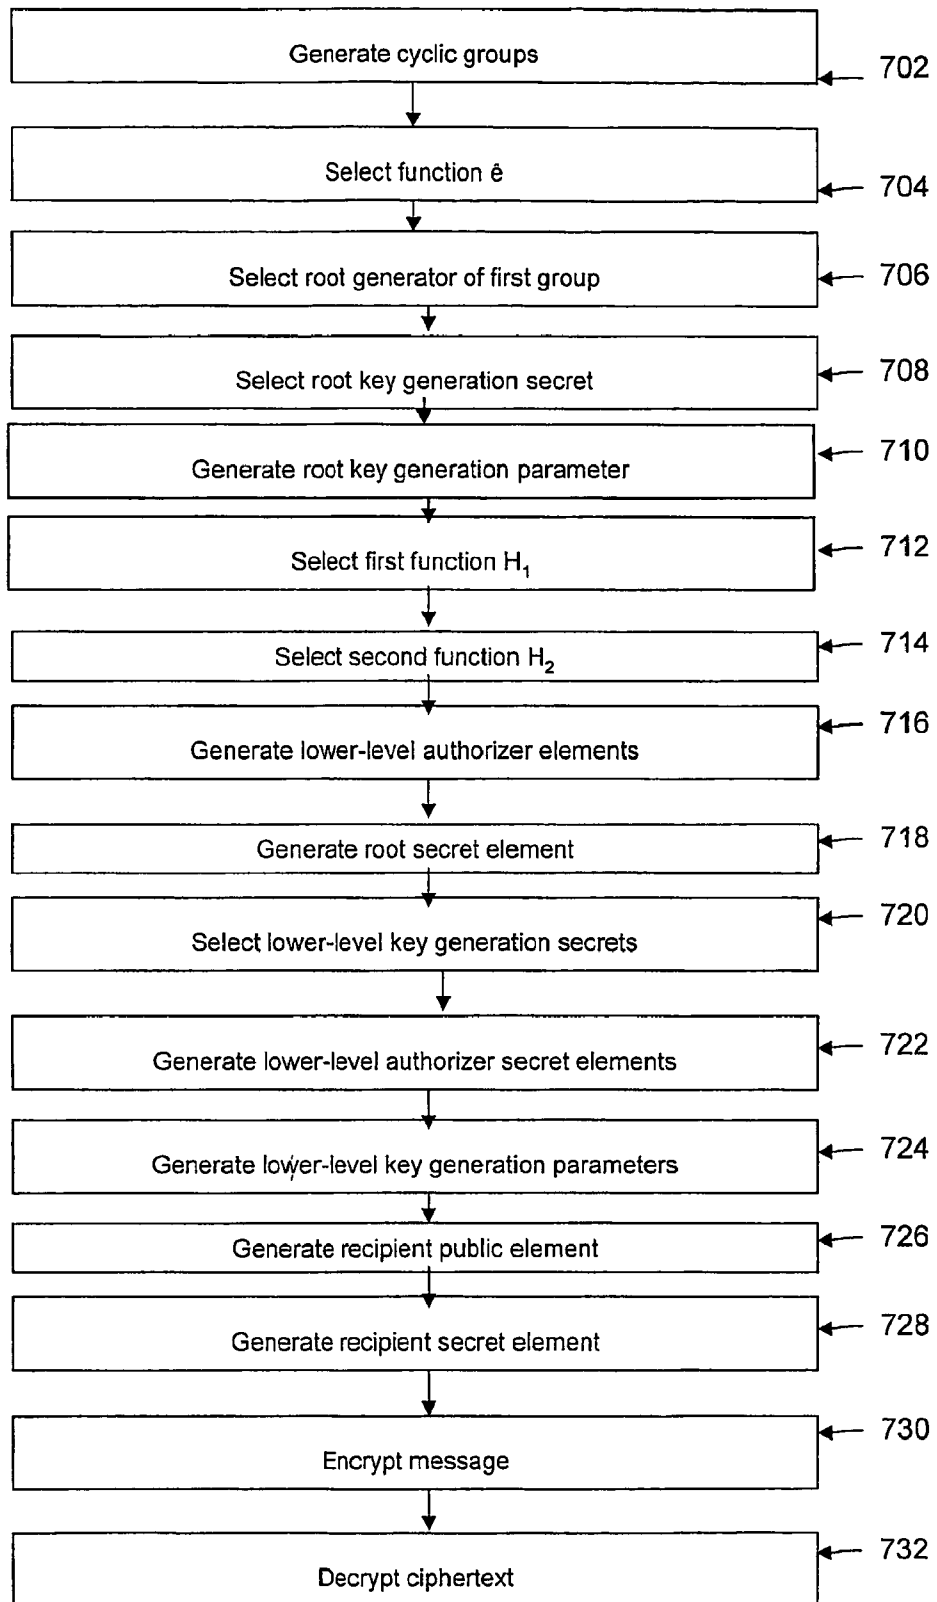 Generate cyclic groups
702
Select function ê
704
Select root generator of first group
706
Select root key generation secret
708
Generate root key generation parameter
710
Select first function H₁
712
Select second function H₂
714
Generate lower-level authorizer elements
716
Generate root secret element
718
Select lower-level key generation secrets
720
Generate lower-level authorizer secret elements
722
Generate lower-level key generation parameters
724
Generate recipient public element
726
Generate recipient secret element
728
Encrypt message
730
Decrypt ciphertext
732